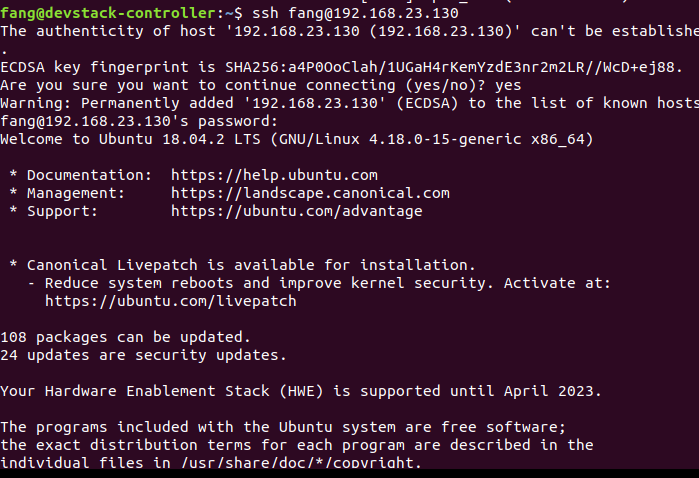 fang@devstack-controller:~$ ssh fang@192.168.23.130
The authenticity of host '192.168.23.130 (192.168.23.130)' can't be establishe
.
ECDSA key fingerprint is SHA256:a4P0OoClah/1UGaH4rKemYzdE3nr2m2LR//WcD+ej88.
Are you sure you want to continue connecting (yes/no)? yes
Warning: Permanently added '192.168.23.130' (ECDSA) to the list of known hosts
fang@192.168.23.130's password:
Welcome to Ubuntu 18.04.2 LTS (GNU/Linux 4.18.0-15-generic x86_64)

 * Documentation:  https://help.ubuntu.com
 * Management:     https://landscape.canonical.com
 * Support:        https://ubuntu.com/advantage


 * Canonical Livepatch is available for installation.
   - Reduce system reboots and improve kernel security. Activate at:
     https://ubuntu.com/livepatch

108 packages can be updated.
24 updates are security updates.

Your Hardware Enablement Stack (HWE) is supported until April 2023.

The programs included with the Ubuntu system are free software;
the exact distribution terms for each program are described in the
individual files in /usr/share/doc/*/copyright.